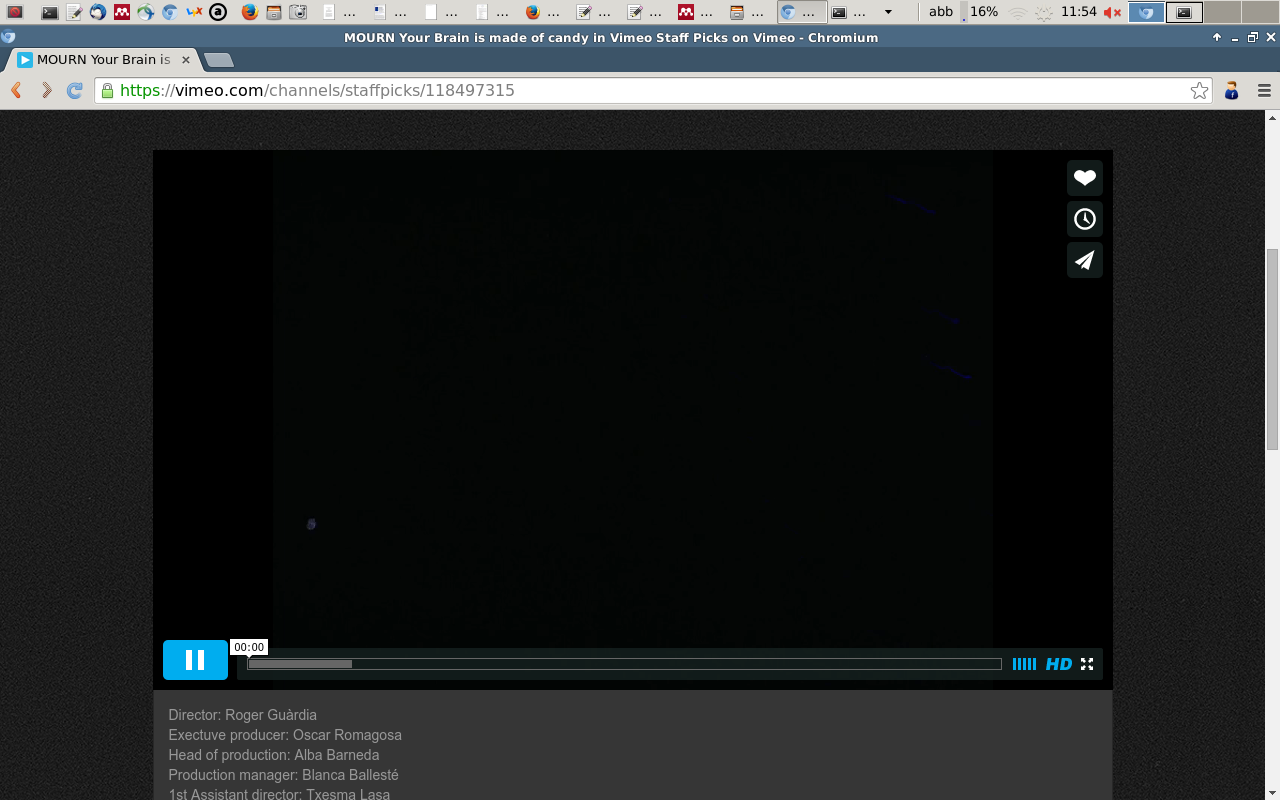 ... ... ... ... ... ... ... ... ... ... ... abb 16% 11:54
MOURN Your Brain is made of candy in Vimeo Staff Picks on Vimeo - Chromium
MOURN Your Brain is
https://vimeo.com/channels/staffpicks/118497315
00:00
HD
Director: Roger Guàrdia
Exectuve producer: Oscar Romagosa
Head of production: Alba Barneda
Production manager: Blanca Ballesté
1st Assistant director: Txesma Lasa